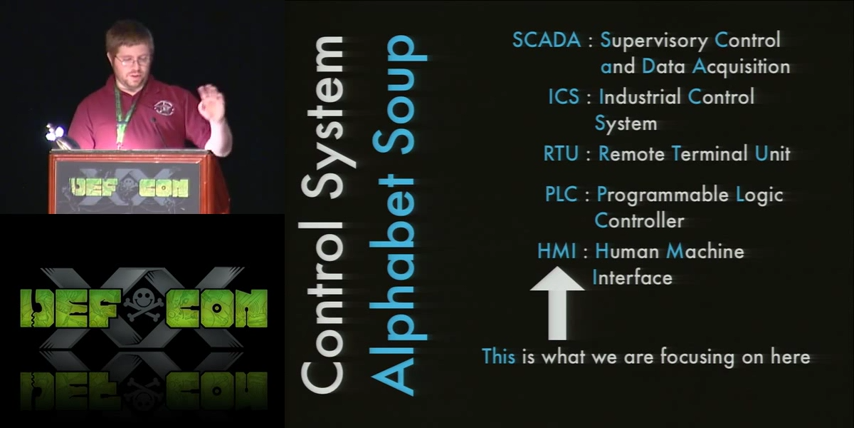 DEF CON
DEF CON
Control System
Alphabet Soup
SCADA : Supervisory Control
and Data Acquisition
ICS : Industrial Control
System
RTU : Remote Terminal Unit
PLC : Programmable Logic
Controller
HMI : Human Machine
Interface
This is what we are focusing on here